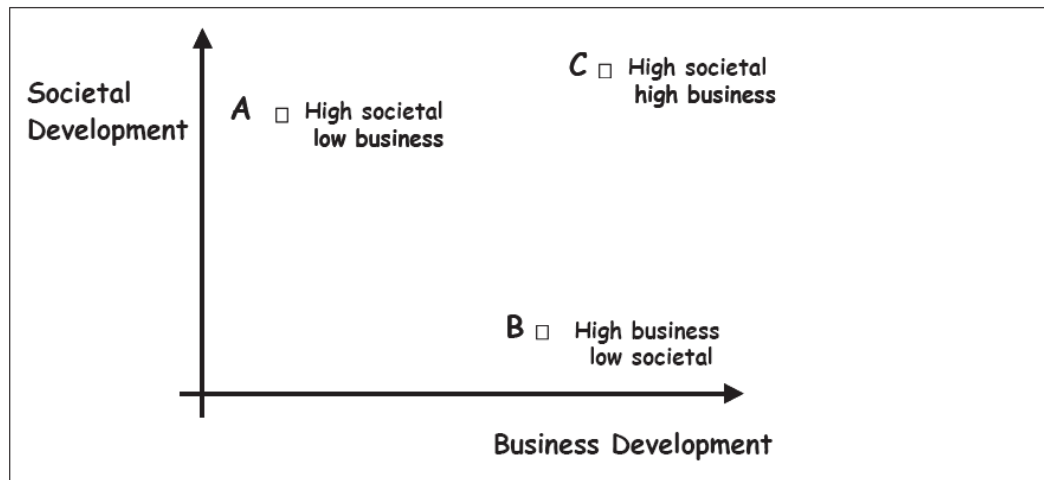 Societal
Development
A □ High societal
low business
C □ High societal
high business
B □ High business
low societal
Business Development